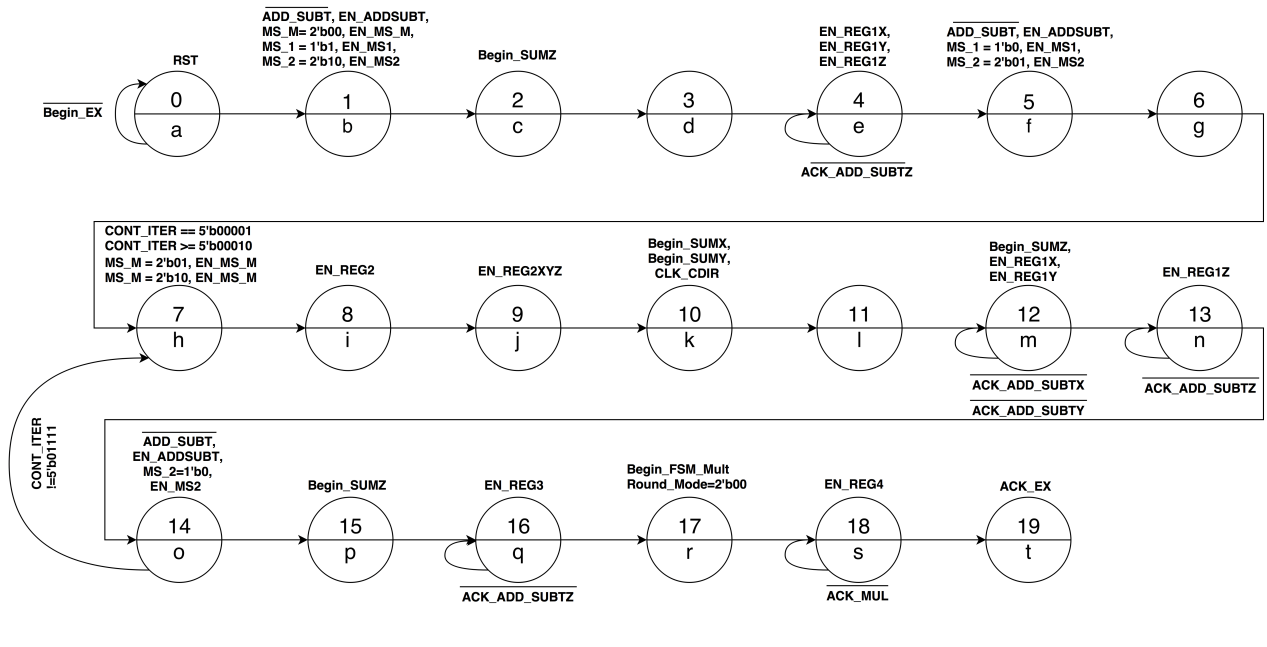 RST
Begin_EX
0
a
ADD_SUBT, EN_ADDSUBT,
MS_M= 2'b00, EN_MS_M,
MS_1 = 1'b1, EN_MS1,
MS_2 = 2'b10, EN_MS2
1
b
Begin_SUMZ
2
c
3
d
EN_REG1X,
EN_REG1Y,
EN_REG1Z
4
e
ACK_ADD_SUBTZ
ADD_SUBT, EN_ADDSUBT,
MS_1 = 1'b0, EN_MS1,
MS_2 = 2'b01, EN_MS2
5
f
6
g
CONT_ITER == 5'b00001
CONT_ITER >= 5'b00010
MS_M = 2'b01, EN_MS_M
MS_M = 2'b10, EN_MS_M
7
h
EN_REG2
8
i
EN_REG2XYZ
9
j
Begin_SUMX,
Begin_SUMY,
CLK_CDIR
10
k
11
l
Begin_SUMZ,
EN_REG1X,
EN_REG1Y
12
m
ACK_ADD_SUBTX
ACK_ADD_SUBTY
EN_REG1Z
13
n
ACK_ADD_SUBTZ
CONT_ITER
!=5'b01111
ADD_SUBT,
EN_ADDSUBT,
MS_2=1'b0,
EN_MS2
14
o
Begin_SUMZ
15
p
EN_REG3
16
q
ACK_ADD_SUBTZ
Begin_FSM_Mult
Round_Mode=2'b00
17
r
EN_REG4
18
s
ACK_MUL
ACK_EX
19
t